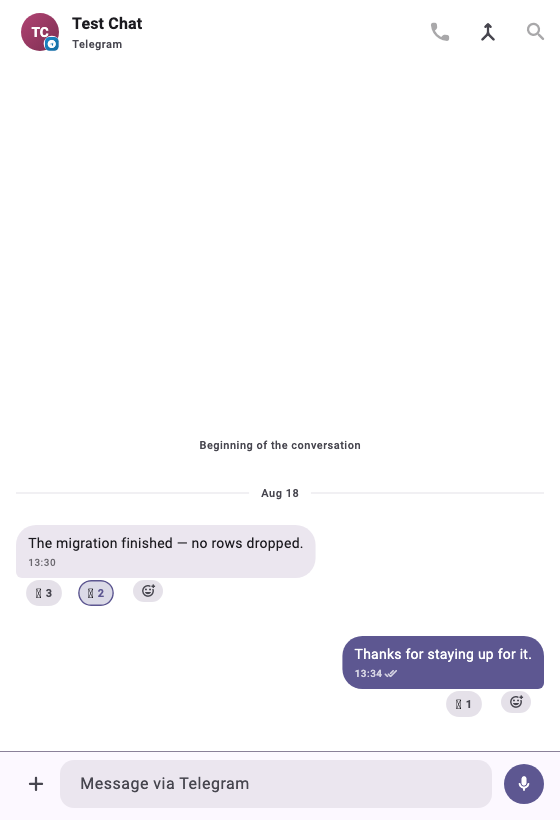 TC
Test Chat
Telegram
Beginning of the conversation
Aug 18
The migration finished — no rows dropped.
13:30
3
2
Thanks for staying up for it.
13:34
1
Message via Telegram